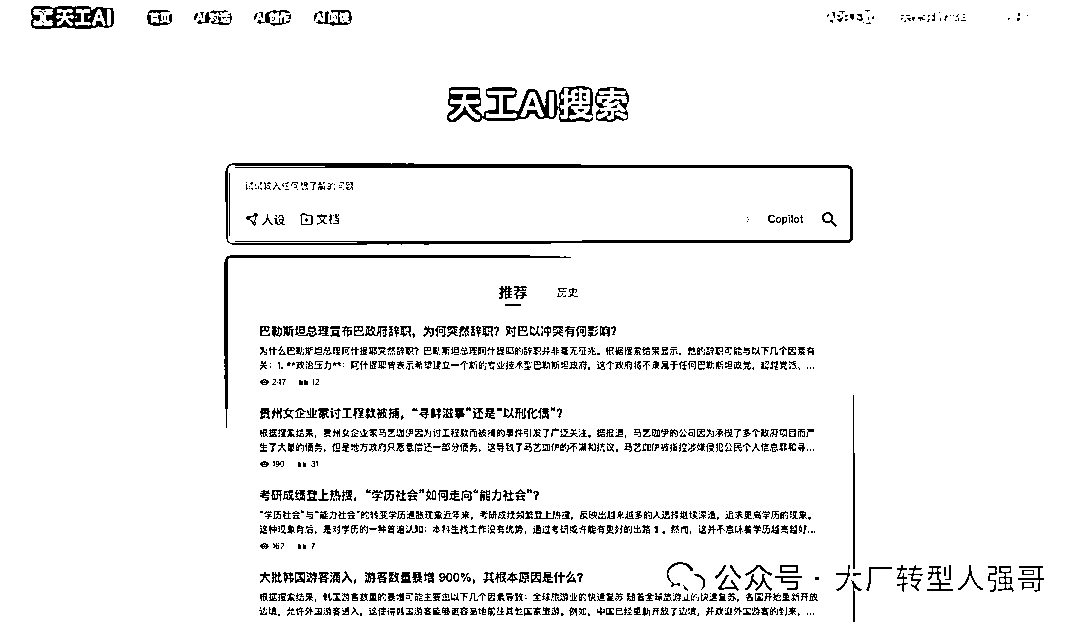 天工AI 首页 AI对话 AI创作 AI阅读
天工AI搜索
试试输入任何想了解的问题
人设 文档 Copilot
推荐 历史
巴勒斯坦总理宣布巴政府辞职，为何突然辞职？对巴以冲突有何影响？
为什么巴勒斯坦总理阿什提耶突然辞职？巴勒斯坦总理阿什提耶的辞职并非毫无征兆。根据搜索结果显示，他的辞职可能与以下几个因素有
关：1. **政治压力**：阿什提耶曾表示希望建立一个新的专业技术型巴勒斯坦政府，这个政府将不隶属于任何巴勒斯坦政党、超越党派、...
247 12
贵州女企业家讨工程款被捕，“寻衅滋事”还是“以刑化债”？
根据搜索结果，贵州女企业家马艺珈伊因为讨工程款而被捕的事件引发了广泛关注。据报道，马艺珈伊的公司因为承揽了多个政府项目而产
生了大量的债务，但是地方政府只愿意偿还一部分债务，这导致了马艺珈伊的不满和抗议。马艺珈伊被指控涉嫌侵犯公民个人信息罪和寻...
190 31
考研成绩登上热搜，“学历社会”如何走向“能力社会”？
“学历社会”与“能力社会”的转变学历通胀现象近年来，考研成绩频繁登上热搜，反映出越来越多的人选择继续深造，追求更高学历的现象。
这种现象背后，是对学历的一种普遍认知：本科生找工作没有优势，通过考研或许能有更好的出路 。然而，这并不意味着学历越高越好...
167 7
大批韩国游客涌入，游客数量暴增 900%，其根本原因是什么？
根据搜索结果，韩国游客数量的暴增可能主要由以下几个因素导致：全球旅游业的快速复苏 随着全球旅游业的快速复苏，各国开始重新开放
边境，允许外国游客进入。这使得韩国游客能够更容易地前往其他国家旅游。例如，中国已经重新开放了边境，并欢迎外国游客的到来，...
公众号 · 大厂转型人强哥